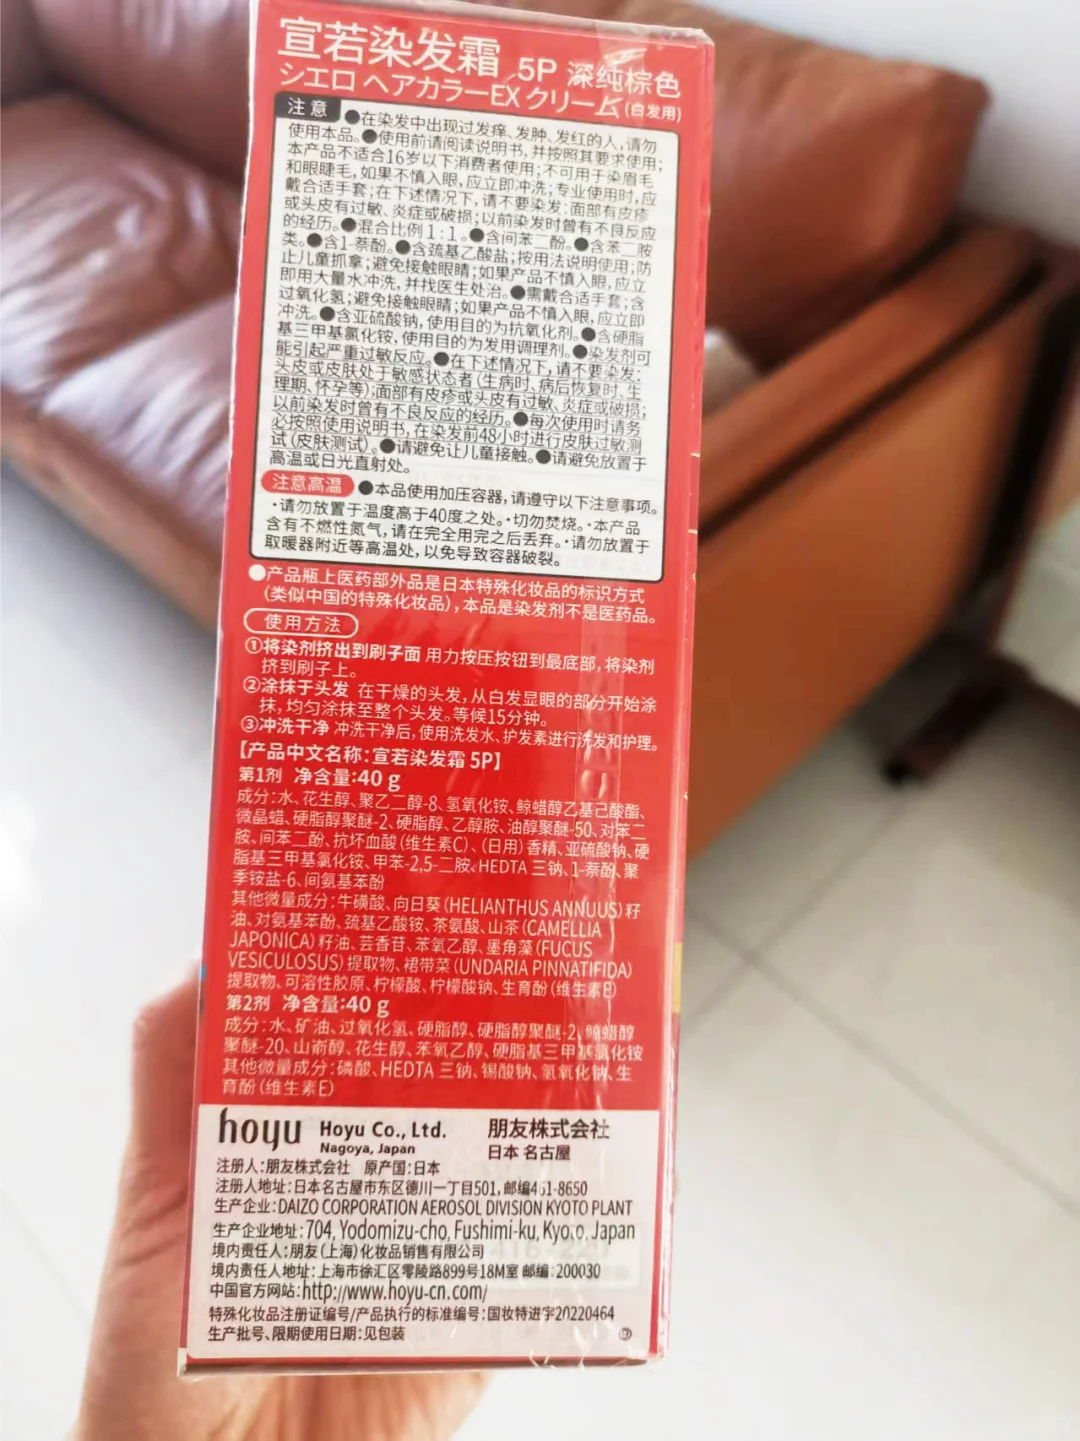 宣若染发霜 5P 深纯棕色
シエロ ヘアカラーEX クリーム(白发用)
注意 ●在染发中出现过发痒、发肿、发红的人,请勿
使用本品。●使用前请阅读说明书,并按照其要求使用;
本产品不适合16岁以下消费者使用;不可用于染眉毛
和眼睫毛,如果不慎入眼,应立即冲洗;专业使用时,应
戴合适手套;在下述情况下,请不要染发:面部有皮疹
或头皮有过敏、炎症或破损;以前染发时曾有不良反应
的经历。●混合比例1:1。●含间苯二酚。●含苯二胺
类。●含1-萘酚。●含巯基乙酸盐;按用法说明使用;防
止儿童抓拿;避免接触眼睛;如果产品不慎入眼,应立
即用大量水冲洗,并找医生处治。●需戴合适手套;含
过氧化氢;避免接触眼睛;如果产品不慎入眼,应立即
冲洗。●含亚硫酸钠,使用目的为抗氧化剂。●含硬脂
基三甲基氯化铵,使用目的为发用调理剂。●染发剂可
能引起严重过敏反应。●在下述情况下,请不要染发:
头皮或皮肤处于敏感状态者(生病时、病后恢复时、生
理期、怀孕等);面部有皮疹或头皮有过敏、炎症或破损;
以前染发时曾有不良反应的经历。●每次使用时请务
必按照使用说明书,在染发前48小时进行皮肤过敏测
试(皮肤测试)。●请避免让儿童接触。●请避免放置于
高温或日光直射处。
注意高温 ●本品使用加压容器,请遵守以下注意事项。
·请勿放置于温度高于40度之处。·切勿焚烧。·本产品
含有不燃性氮气,请在完全用完之后丢弃。·请勿放置于
取暖器附近等高温处,以免导致容器破裂。
●产品瓶上医药部外品是日本特殊化妆品的标识方式
(类似中国的特殊化妆品),本品是染发剂不是医药品。
使用方法
①将染剂挤出到刷子面 用力按压按钮到最底部,将染剂
挤到刷子上。
②涂抹于头发 在干燥的头发,从白发显眼的部分开始涂
抹,均匀涂抹至整个头发。等候15分钟。
③冲洗干净 冲洗干净后,使用洗发水、护发素进行洗发和护理。
【产品中文名称:宣若染发霜 5P】
第1剂 净含量:40 g
成分:水、花生醇、聚乙二醇-8、氢氧化铵、鲸蜡醇乙基己酸酯、
微晶蜡、硬脂醇聚醚-2、硬脂醇、乙醇胺、油醇聚醚-50、对苯二
胺、间苯二酚、抗坏血酸(维生素C)、(日用)香精、亚硫酸钠、硬
脂基三甲基氯化铵、甲苯-2,5-二胺、HEDTA 三钠、1-萘酚、聚
季铵盐-6、间氨基苯酚
其他微量成分:牛磺酸、向日葵(HELIANTHUS ANNUUS)籽
油、对氨基苯酚、巯基乙酸铵、茶氨酸、山茶(CAMELLIA
JAPONICA)籽油、芸香苷、苯氧乙醇、墨角藻(FUCUS
VESICULOSUS)提取物、裙带菜(UNDARIA PINNATIFIDA)
提取物、可溶性胶原、柠檬酸、柠檬酸钠、生育酚(维生素E)
第2剂 净含量:40 g
成分:水、矿油、过氧化氢、硬脂醇、硬脂醇聚醚-2、鲸蜡醇
聚醚-20、山嵛醇、花生醇、苯氧乙醇、硬脂基三甲基氯化铵
其他微量成分:磷酸、HEDTA 三钠、锡酸钠、氢氧化钠、生
育酚(维生素E)
hoyu Hoyu Co., Ltd. 朋友株式会社
Nagoya, Japan 日本 名古屋
注册人:朋友株式会社 原产国:日本
注册人地址:日本名古屋市东区德川一丁目501,邮编461-8650
生产企业:DAIZO CORPORATION AEROSOL DIVISION KYOTO PLANT
生产企业地址:704, Yodomizu-cho, Fushimi-ku, Kyoto, Japan
境内责任人:朋友(上海)化妆品销售有限公司
境内责任人地址:上海市徐汇区零陵路899号18M室 邮编:200030
中国官方网站:http://www.hoyu-cn.com/
特殊化妆品注册证编号/产品执行的标准编号:国妆特进字20220464
生产批号、限期使用日期:见包装